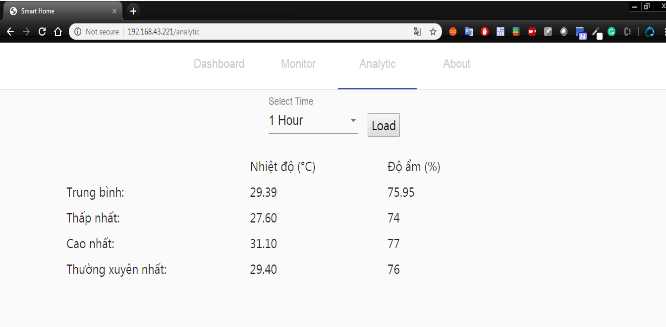 Smart Home
Not secure | 192.168.43.221/analytic
Dashboard Monitor Analytic About
Select Time
1 Hour Load
Nhiệt độ (°C) Độ ẩm (%)
Trung bình: 29.39 75.95
Thấp nhất: 27.60 74
Cao nhất: 31.10 77
Thường xuyên nhất: 29.40 76